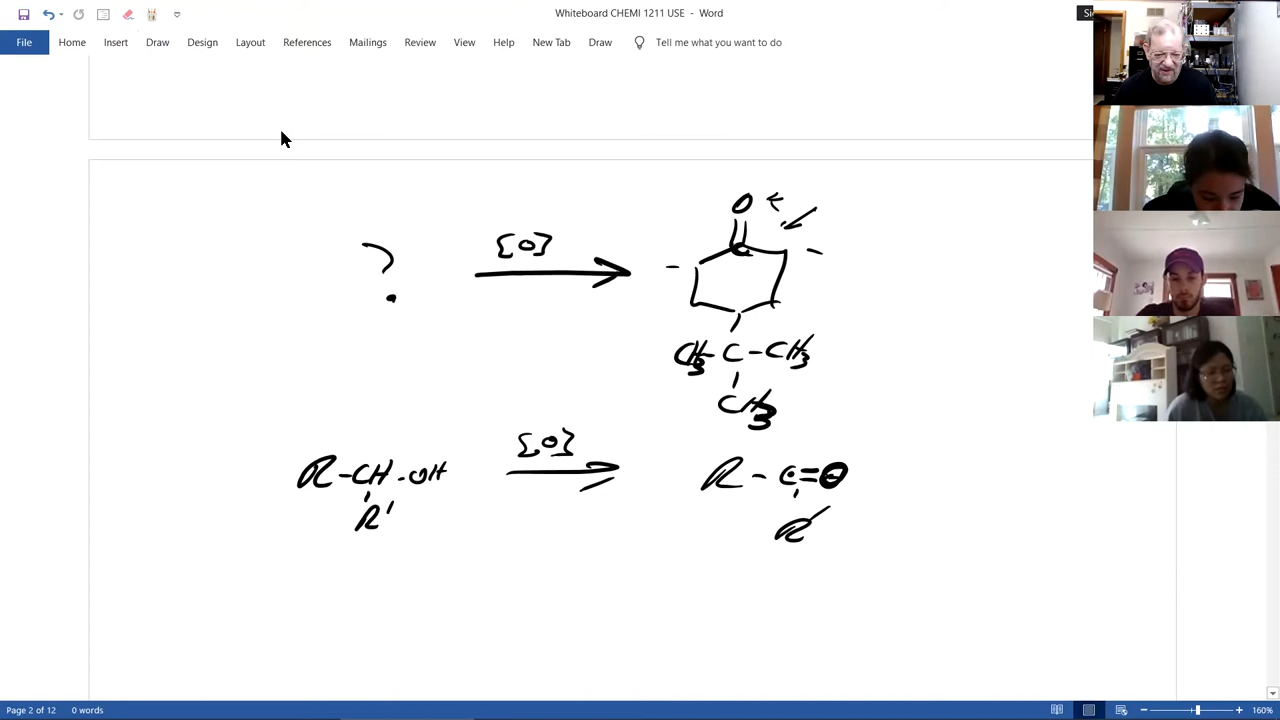 Whiteboard CHEMI 1211 USE - Word
File Home Insert Draw Design Layout References Mailings Review View Help New Tab Draw Tell me what you want to do
O
[O]
?
C
CH3-C-CH3
CH3
[O]
R-CH-OH
R-C=O
R'
R'
Page 2 of 12 0 words
160%